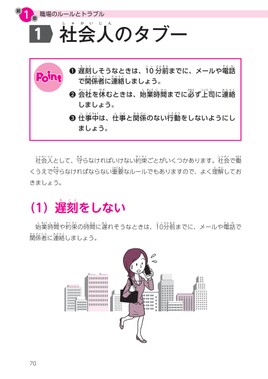 第1章 職場のルールとトラブル
1 社会人のタブー
しゃかいじん
Point
❶ 遅刻しそうなときは、10分前までに、メールや電話
で関係者に連絡しましょう。
❷ 会社を休むときは、始業時間までに必ず上司に連絡
しましょう。
❸ 仕事中は、仕事と関係のない行動をしないようにし
ましょう。
社会人として、守らなければいけない約束ごとがいくつかあります。社会で働
くうえで守らなければならない重要なルールでもありますので、よく理解してお
きましょう。
（1）遅刻をしない
始業時間や約束の時間に遅れそうなときは、10分前までに、メールや電話で
関係者に連絡しましょう。
70